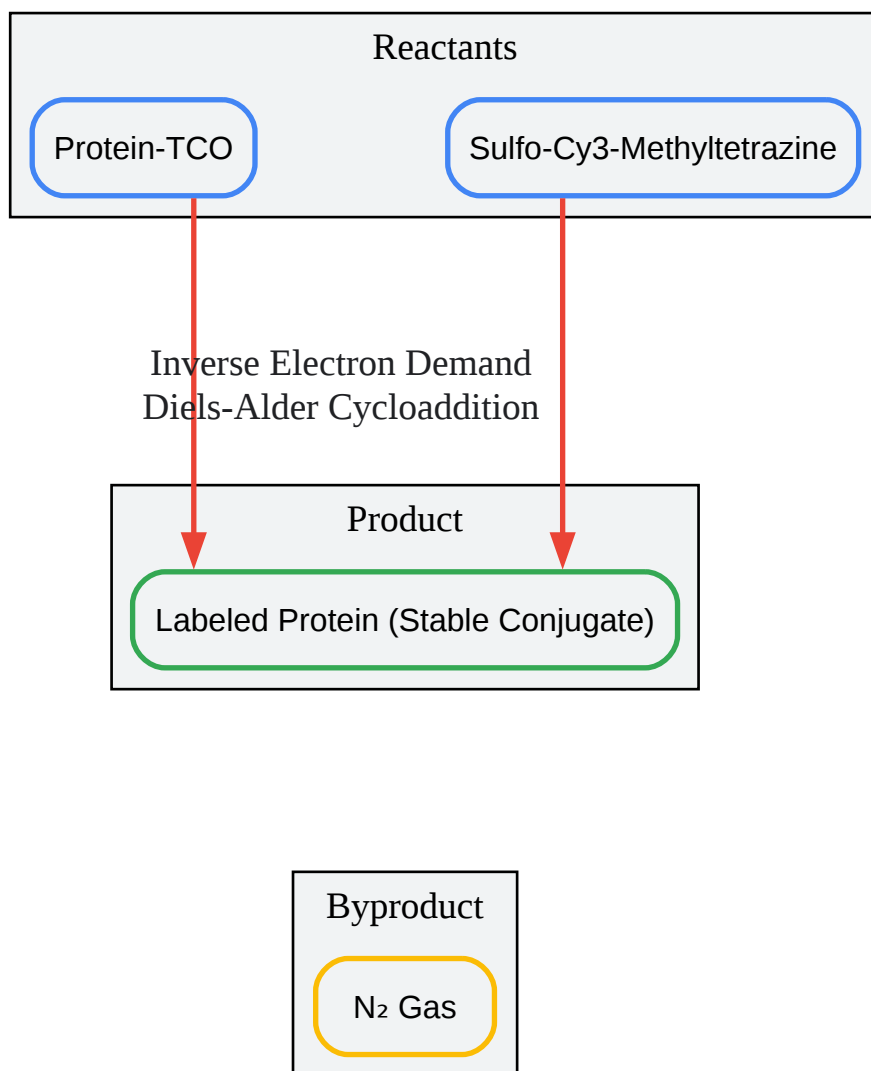 Reactants
Protein-TCO
Sulfo-Cy3-Methyltetrazine
Inverse Electron Demand
Diels-Alder Cycloaddition
Product
Labeled Protein (Stable Conjugate)
Byproduct
N₂ Gas